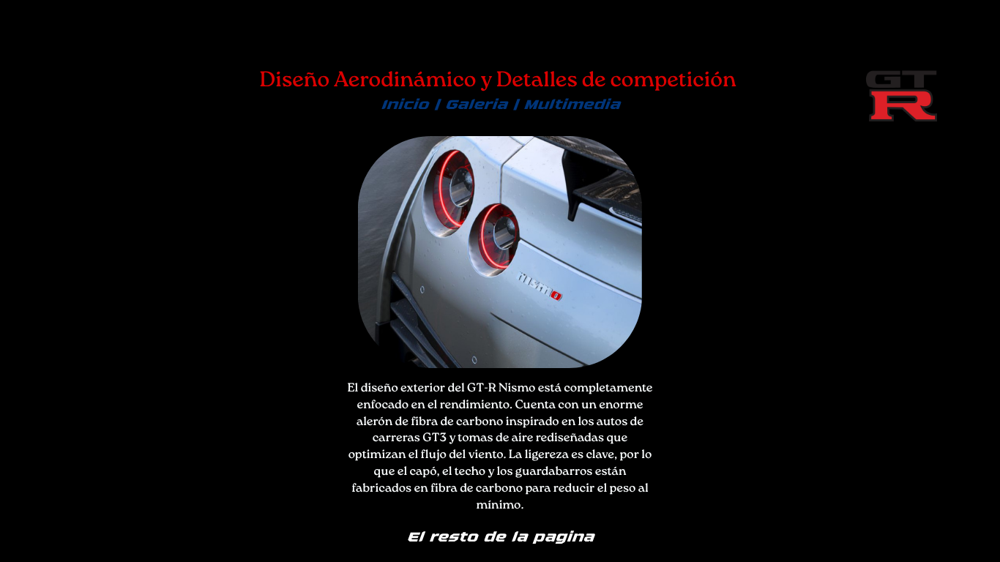 Diseño Aerodinámico y Detalles de competición
Inicio | Galeria | Multimedia
GT
R
nismo
El diseño exterior del GT-R Nismo está completamente
enfocado en el rendimiento. Cuenta con un enorme
alerón de fibra de carbono inspirado en los autos de
carreras GT3 y tomas de aire rediseñadas que
optimizan el flujo del viento. La ligereza es clave, por lo
que el capó, el techo y los guardabarros están
fabricados en fibra de carbono para reducir el peso al
mínimo.
El resto de la pagina